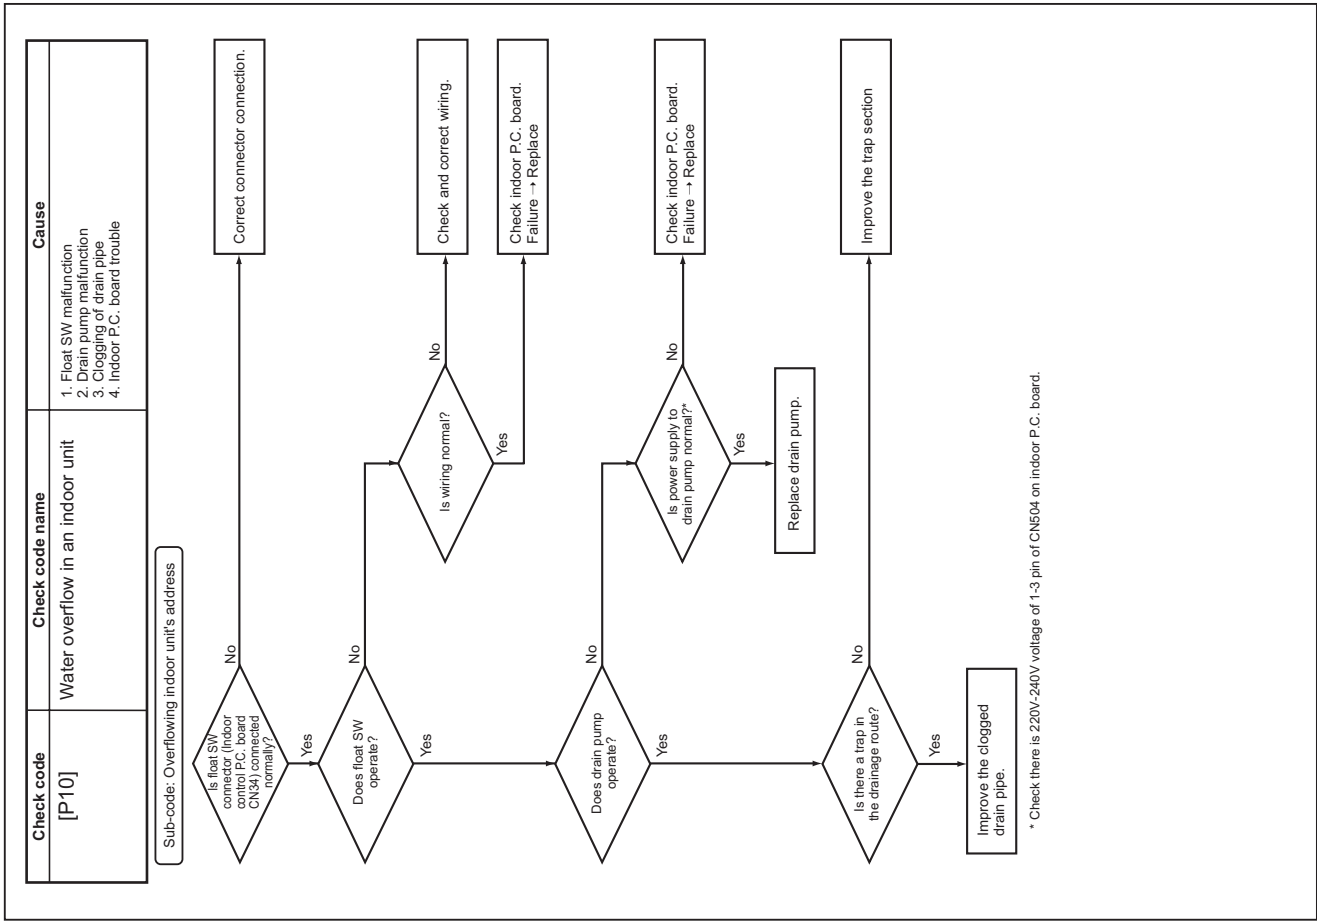 Check code
Check code name
Cause
[P10]
Water overflow in an indoor unit
1. Float SW malfunction
2. Drain pump malfunction
3. Clogging of drain pipe
4. Indoor P.C. board trouble
Sub-code: Overflowing indoor unit's address
Is float SW
connector (Indoor
control P.C. board
CN34) connected
normally?
No
Correct connector connection.
Yes
Does float SW
operate?
No
Is wiring normal?
No
Check and correct wiring.
Yes
Check indoor P.C. board.
Failure → Replace
Yes
Does drain pump
operate?
No
Is power supply to
drain pump normal?*
No
Check indoor P.C. board.
Failure → Replace
Yes
Replace drain pump.
Yes
Is there a trap in
the drainage route?
No
Improve the trap section
Yes
Improve the clogged
drain pipe.
* Check there is 220V-240V voltage of 1-3 pin of CN504 on indoor P.C. board.